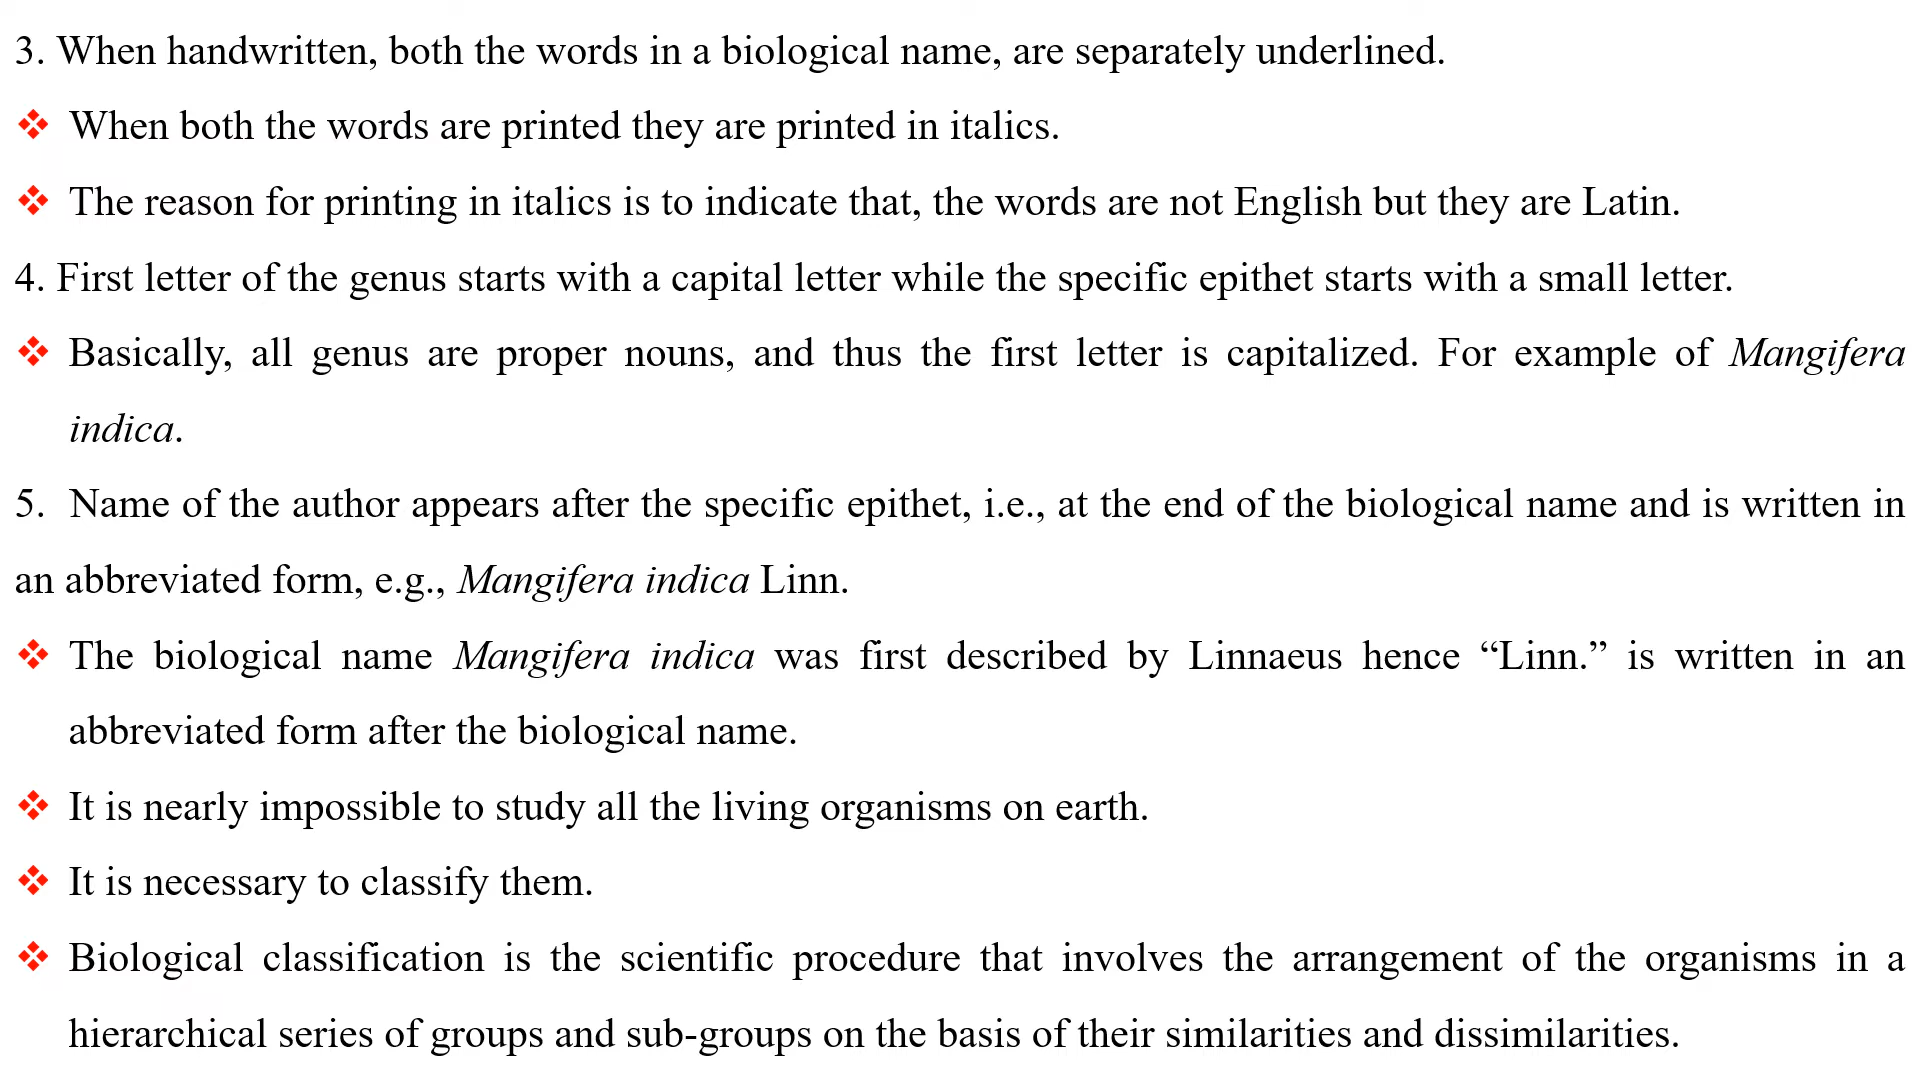 3. When handwritten, both the words in a biological name, are separately underlined.
❖ When both the words are printed they are printed in italics.
❖ The reason for printing in italics is to indicate that, the words are not English but they are Latin.
4. First letter of the genus starts with a capital letter while the specific epithet starts with a small letter.
❖ Basically, all genus are proper nouns, and thus the first letter is capitalized. For example of Mangifera
indica.
5. Name of the author appears after the specific epithet, i.e., at the end of the biological name and is written in
an abbreviated form, e.g., Mangifera indica Linn.
❖ The biological name Mangifera indica was first described by Linnaeus hence “Linn.” is written in an
abbreviated form after the biological name.
❖ It is nearly impossible to study all the living organisms on earth.
❖ It is necessary to classify them.
❖ Biological classification is the scientific procedure that involves the arrangement of the organisms in a
hierarchical series of groups and sub-groups on the basis of their similarities and dissimilarities.